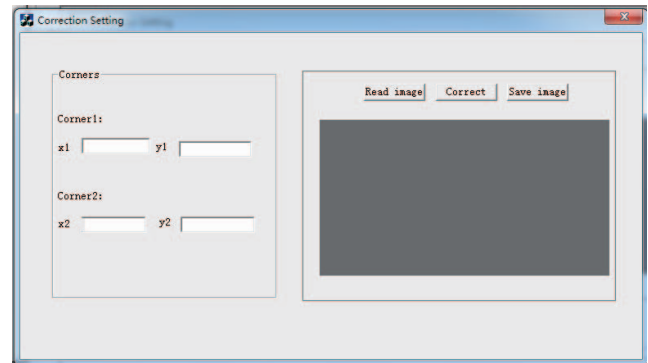 Correction Setting
Corners
Corner1:
x1 y1
Corner2:
x2 y2
Read image Correct Save image